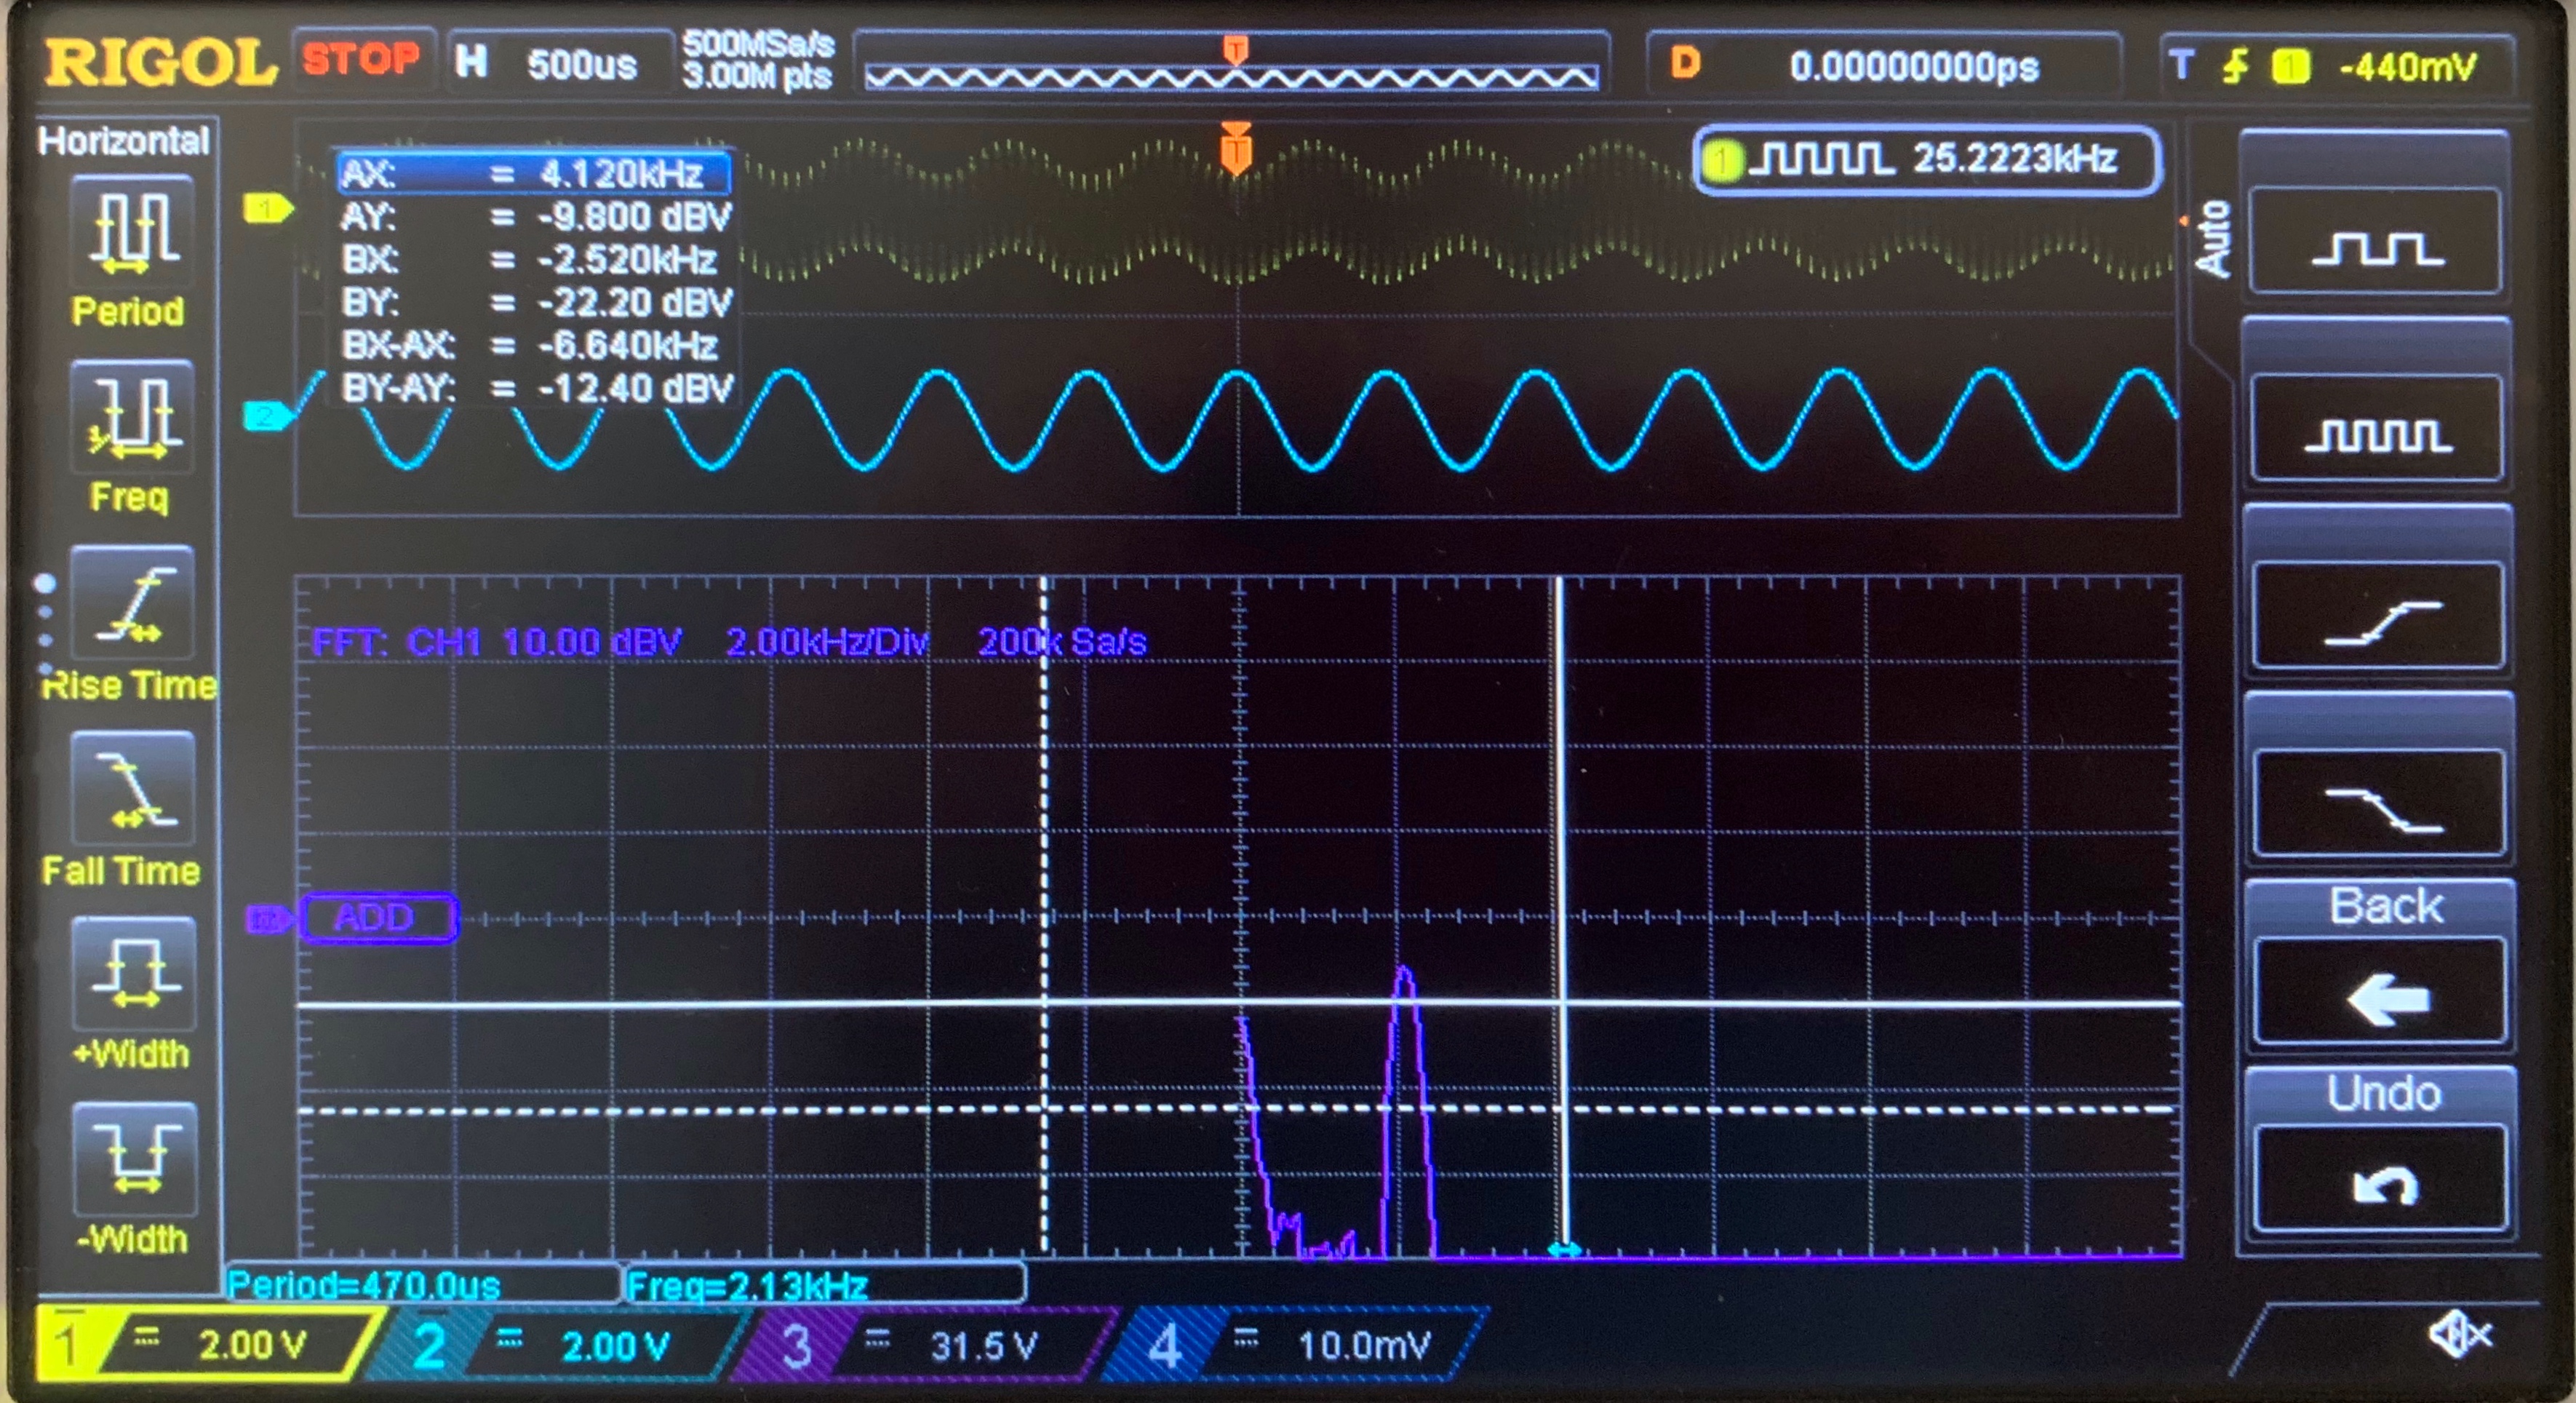 RIGOL STOP H 500us 500MSa/s 3.00M pts T D 0.00000000ps T 1 -440mV
Horizontal
Period
Freq
Rise Time
Fall Time
+Width
-Width
1
2
AX: = 4.120kHz
AY: = -9.800 dBV
BX: = -2.520kHz
BY: = -22.20 dBV
BX-AX: = -6.640kHz
BY-AY: = -12.40 dBV
T
1 25.2223kHz
Auto
FFT: CH1 10.00 dBV 2.00kHz/Div 200k Sa/s
ADD
Back
Undo
Period=470.0us Freq=2.13kHz
1 2.00 V 2 2.00 V 3 31.5 V 4 10.0mV